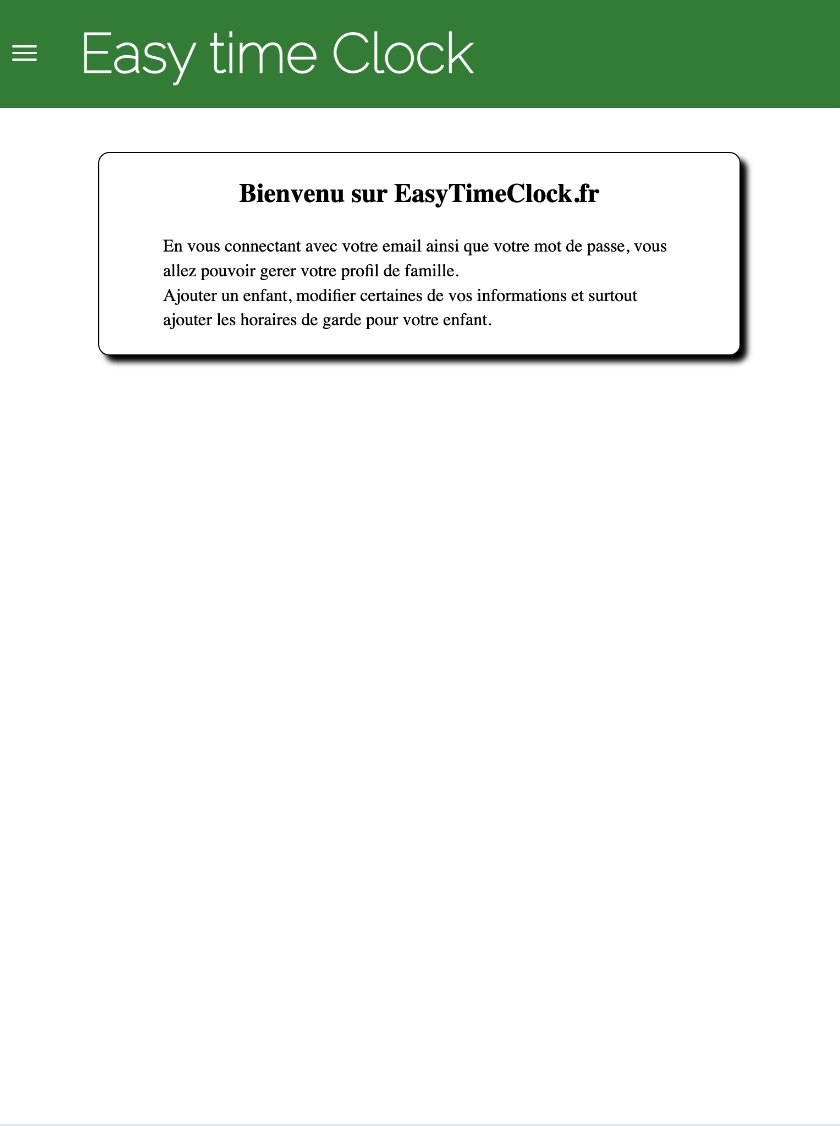 Easy time Clock
Bienvenu sur EasyTimeClock.fr
En vous connectant avec votre email ainsi que votre mot de passe, vous
allez pouvoir gerer votre profil de famille.
Ajouter un enfant, modifier certaines de vos informations et surtout
ajouter les horaires de garde pour votre enfant.